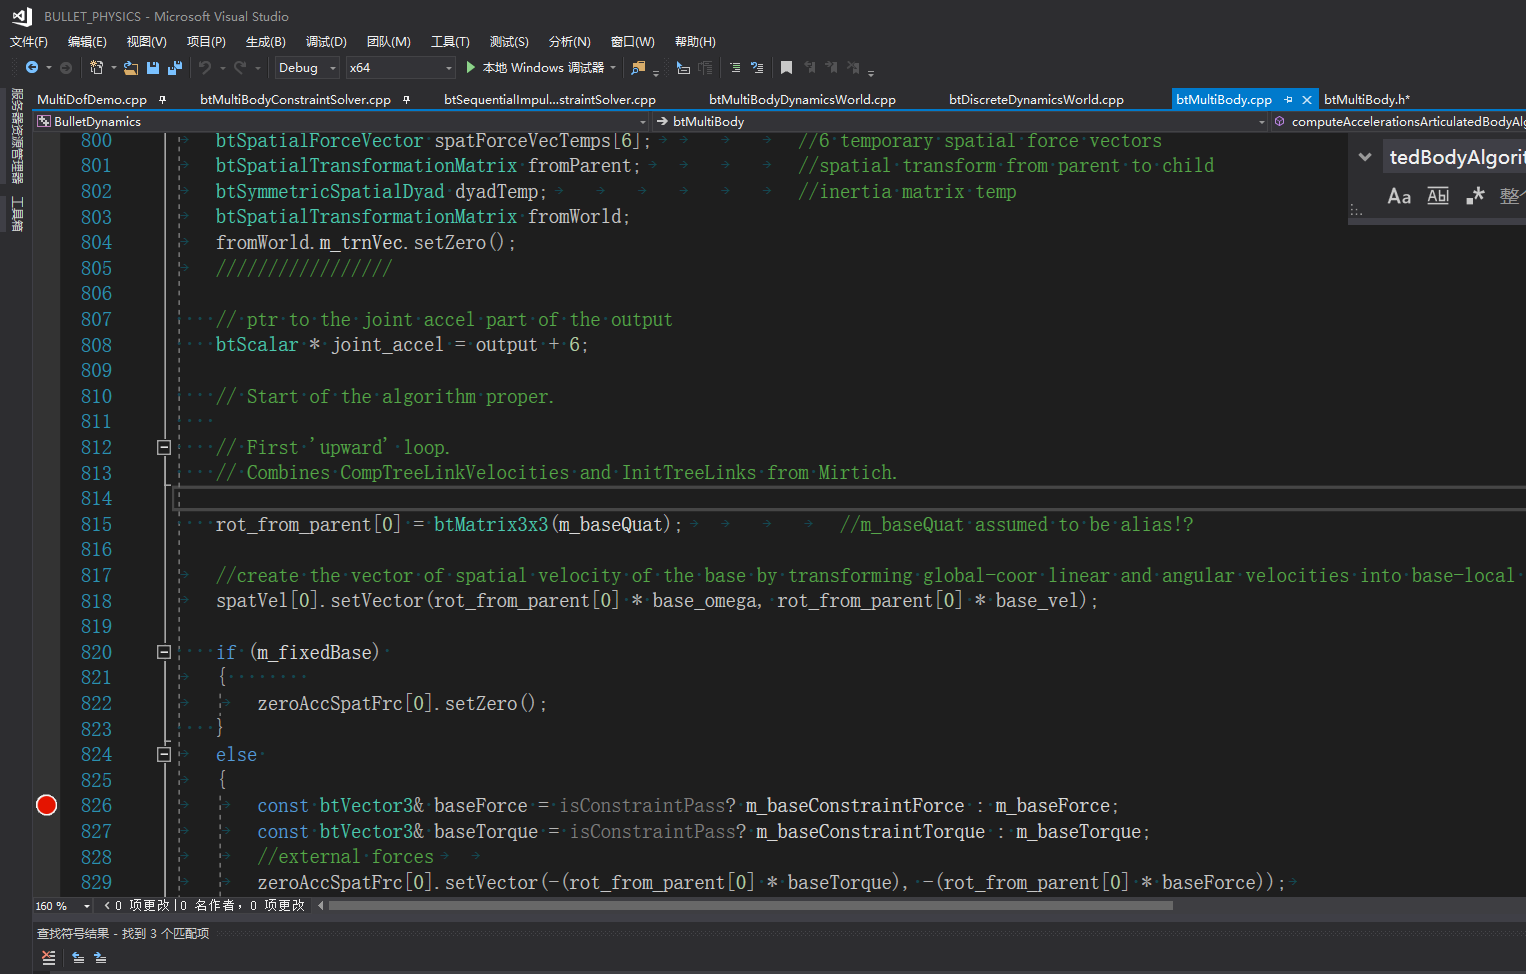 BULLET_PHYSICS - Microsoft Visual Studio
文件(F) 编辑(E) 视图(V) 项目(P) 生成(B) 调试(D) 团队(M) 工具(T) 测试(S) 分析(N) 窗口(W) 帮助(H)
Debug x64 本地 Windows 调试器
服务器资源管理器
工具箱
MultiDofDemo.cpp btMultiBodyConstraintSolver.cpp btSequentialImpul...straintSolver.cpp btMultiBodyDynamicsWorld.cpp btDiscreteDynamicsWorld.cpp btMultiBody.cpp btMultiBody.h*
BulletDynamics btMultiBody computeAccelerationsArticulatedBodyAlg
tedBodyAlgorit
Aa Abl .* 整个
800 btSpatialForceVector spatForceVecTemps[6]; //6 temporary spatial force vectors
801 btSpatialTransformationMatrix fromParent; //spatial transform from parent to child
802 btSymmetricSpatialDyad dyadTemp; //inertia matrix temp
803 btSpatialTransformationMatrix fromWorld;
804 fromWorld.m_trnVec.setZero();
805 /////////////////
806
807 // ptr to the joint accel part of the output
808 btScalar * joint_accel = output + 6;
809
810 // Start of the algorithm proper.
811
812 // First 'upward' loop.
813 // Combines CompTreeLinkVelocities and InitTreeLinks from Mirtich.
814
815 rot_from_parent[0] = btMatrix3x3(m_baseQuat); //m_baseQuat assumed to be alias!?
816
817 //create the vector of spatial velocity of the base by transforming global-coor linear and angular velocities into base-local
818 spatVel[0].setVector(rot_from_parent[0] * base_omega, rot_from_parent[0] * base_vel);
819
820 if (m_fixedBase)
821 {
822 zeroAccSpatFrc[0].setZero();
823 }
824 else
825 {
826 const btVector3& baseForce = isConstraintPass? m_baseConstraintForce : m_baseForce;
827 const btVector3& baseTorque = isConstraintPass? m_baseConstraintTorque : m_baseTorque;
828 //external forces
829 zeroAccSpatFrc[0].setVector(-(rot_from_parent[0] * baseTorque), -(rot_from_parent[0] * baseForce));
160 % 0 项更改|0 名作者, 0 项更改
查找符号结果 - 找到 3 个匹配项